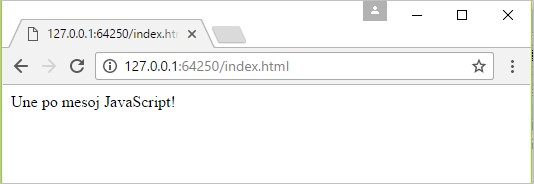 127.0.0.1:64250/index.htm
127.0.0.1:64250/index.html
Une po mesoj JavaScript!